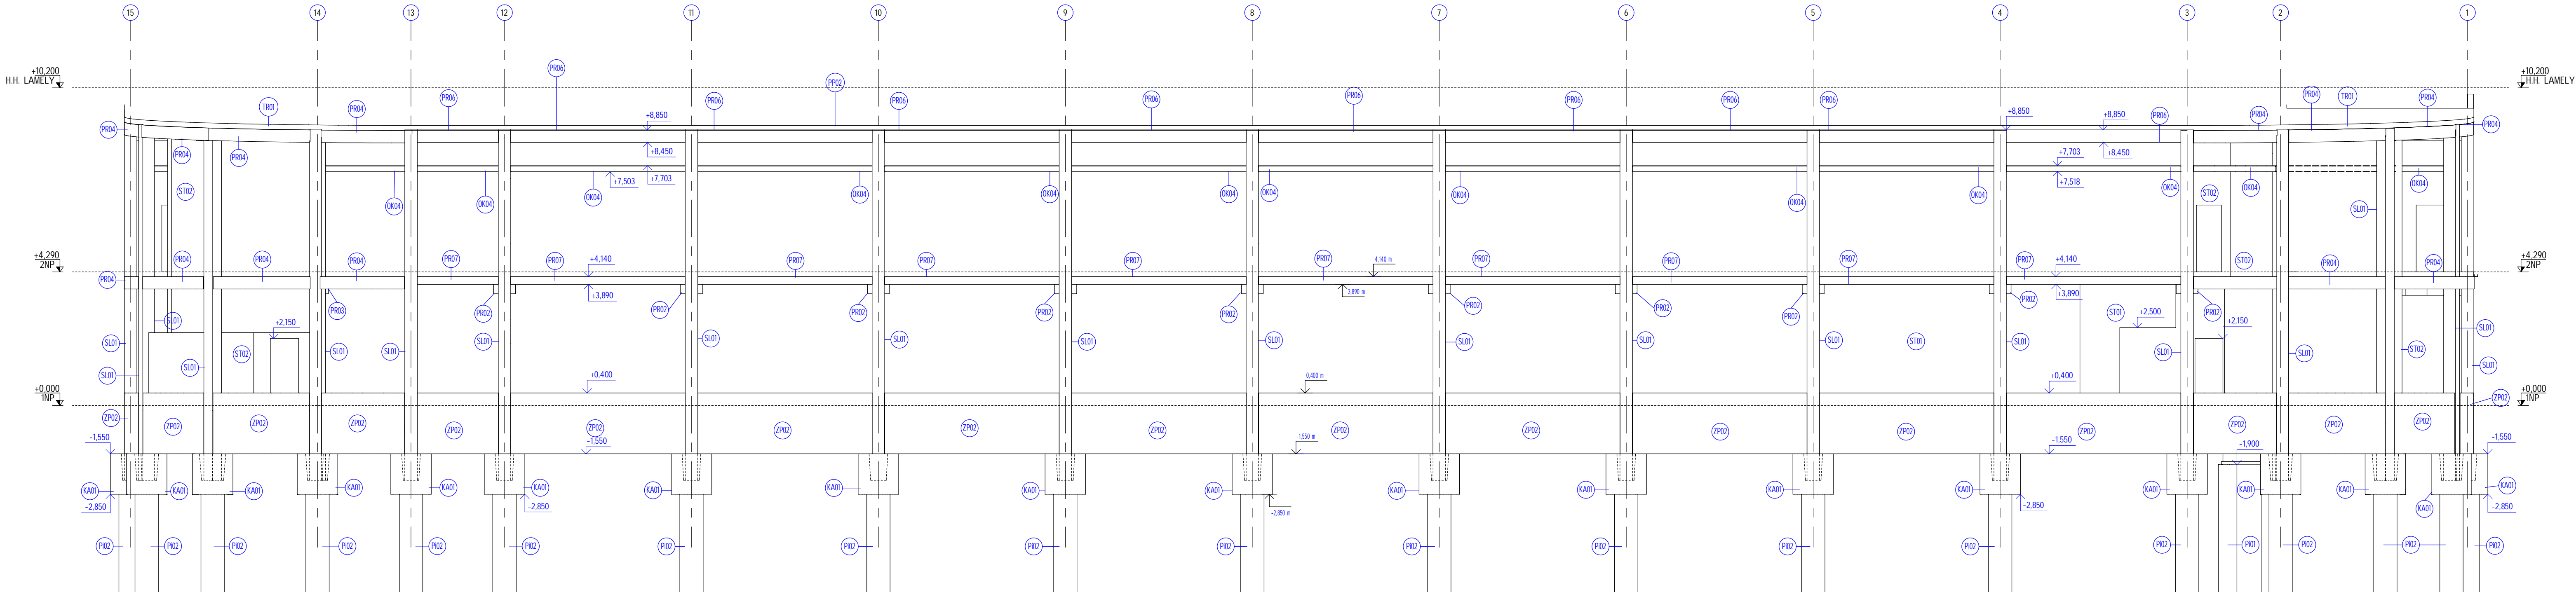 15 14 13 12 11 10 9 8 7 6 5 4 3 2 1
+10,200
H.H. LAMELY
+10,200
H.H. LAMELY
PR06 PP02 PR06 PR06 PR04 TR01 PR04
TR01 PR04 PR06 PR06 PR06 PR06 PR06 PR06 PR06 PR04
+8,850 +8,850 +8,850
PR04 PR04
PR04 PR04 +8,450 +8,450
+7,703 +7,703
+7,503 +7,518
ST02 OK04 OK04 OK04 OK04 OK04 OK04 OK04 OK04 OK04 OK04 OK04 ST02 OK04 OK04
SL01
+4,290
2NP
+4,290
2NP
PR04 PR04 PR04 PR07 PR07 PR07 PR07 PR07 PR07 PR07 PR07 PR07 PR07 ST02 PR04 PR04
+4,140 4,140 m +4,140
PR04
+3,890 3,890 m +3,890
PR03 PR02 PR02 PR02 PR02 PR02 PR02 PR02 PR02 PR02 ST01 PR02
SL01 +2,150 +2,500 +2,150
SL01 SL01 SL01 SL01 SL01 SL01 SL01 SL01 SL01 SL01 SL01 ST01 SL01 SL01 SL01 SL01
ST02 ST02
SL01 SL01 SL01
+0,400 0,400 m +0,400
+0,000
1NP
+0,000
1NP
ZP02 ZP02
ZP02 ZP02 ZP02 ZP02 ZP02 ZP02 ZP02 ZP02 ZP02 ZP02 ZP02 ZP02 ZP02 ZP02 ZP02 ZP02
-1,550 -1,550 -1,550 m -1,550 -1,900 -1,550
KA01 KA01 KA01 KA01 KA01 KA01 KA01 KA01 KA01 KA01 KA01 KA01 KA01 KA01 KA01 KA01 KA01 KA01
-2,850 -2,850 -2,850 m -2,850 KA01 -2,850
PI02 PI02 PI02 PI02 PI02 PI02 PI02 PI02 PI02 PI02 PI02 PI02 PI02 PI02 PI02 PI01 PI02 PI02 PI02